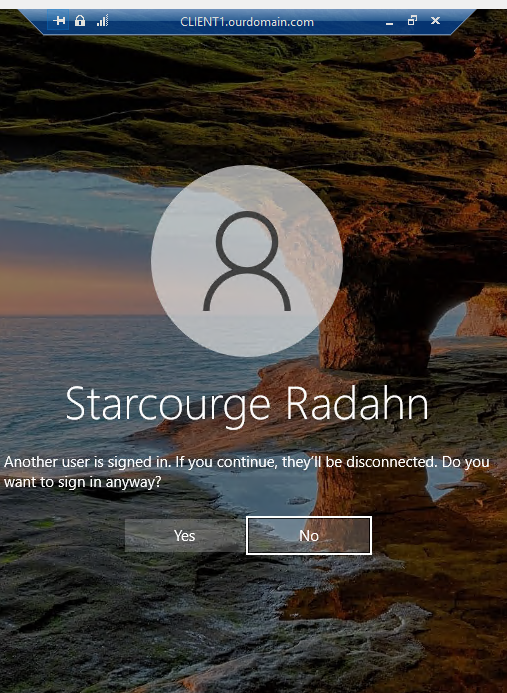 CLIENT1.ourdomain.com
Starcourge Radahn
Another user is signed in. If you continue, they'll be disconnected. Do you
want to sign in anyway?
Yes
No